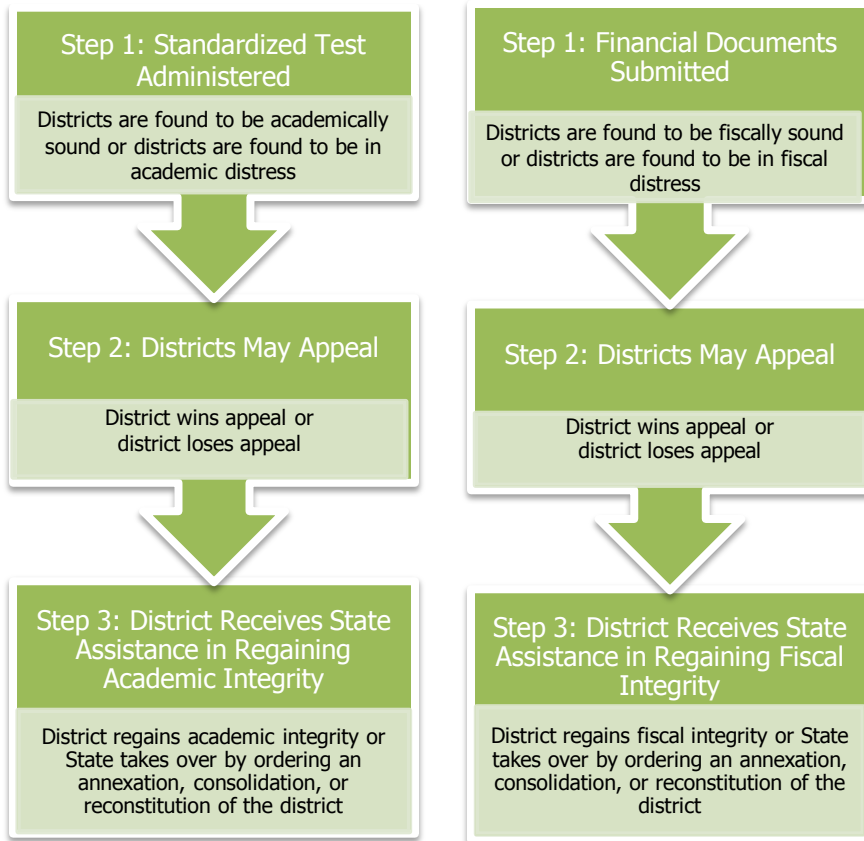 Step 1: Standardized Test
Administered
Districts are found to be academically
sound or districts are found to be in
academic distress
Step 2: Districts May Appeal
District wins appeal or
district loses appeal
Step 3: District Receives State
Assistance in Regaining
Academic Integrity
District regains academic integrity or
State takes over by ordering an
annexation, consolidation, or
reconstitution of the district
Step 1: Financial Documents
Submitted
Districts are found to be fiscally sound
or districts are found to be in fiscal
distress
Step 2: Districts May Appeal
District wins appeal or
district loses appeal
Step 3: District Receives State
Assistance in Regaining Fiscal
Integrity
District regains fiscal integrity or State
takes over by ordering an annexation,
consolidation, or reconstitution of the
district